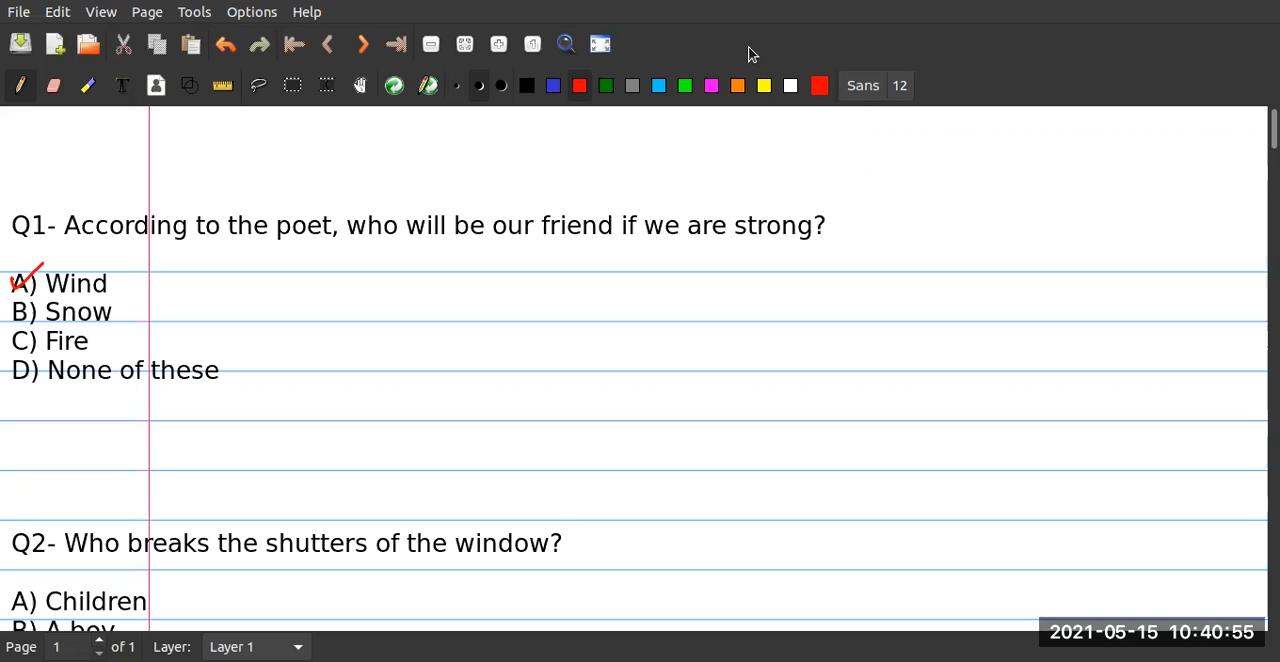 File Edit View Page Tools Options Help
Sans 12
Q1- According to the poet, who will be our friend if we are strong?
A) Wind
B) Snow
C) Fire
D) None of these
Q2- Who breaks the shutters of the window?
A) Children
B) A boy
2021-05-15 10:40:55
Page 1 of 1 Layer: Layer 1